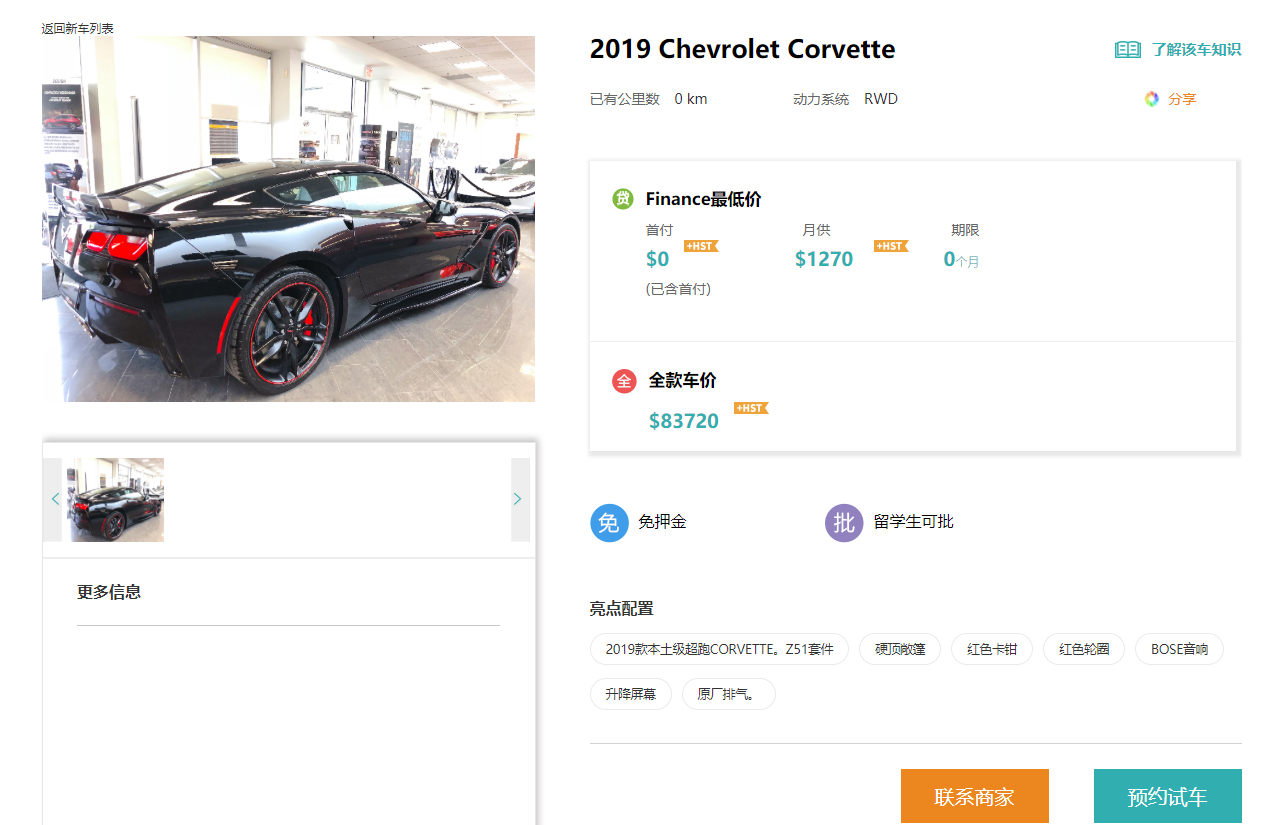 返回新车列表
2019 Chevrolet Corvette
了解该车知识
已有公里数 0 km 动力系统 RWD
分享
贷 Finance最低价
首付 月供 期限
$0 +HST $1270 +HST 0个月
(已含首付)
全 全款车价
$83720 +HST
免 免押金 批 留学生可批
更多信息
亮点配置
2019款本土级超跑CORVETTE。Z51套件 硬顶敞篷 红色卡钳 红色轮圈 BOSE音响
升降屏幕 原厂排气。
联系商家 预约试车